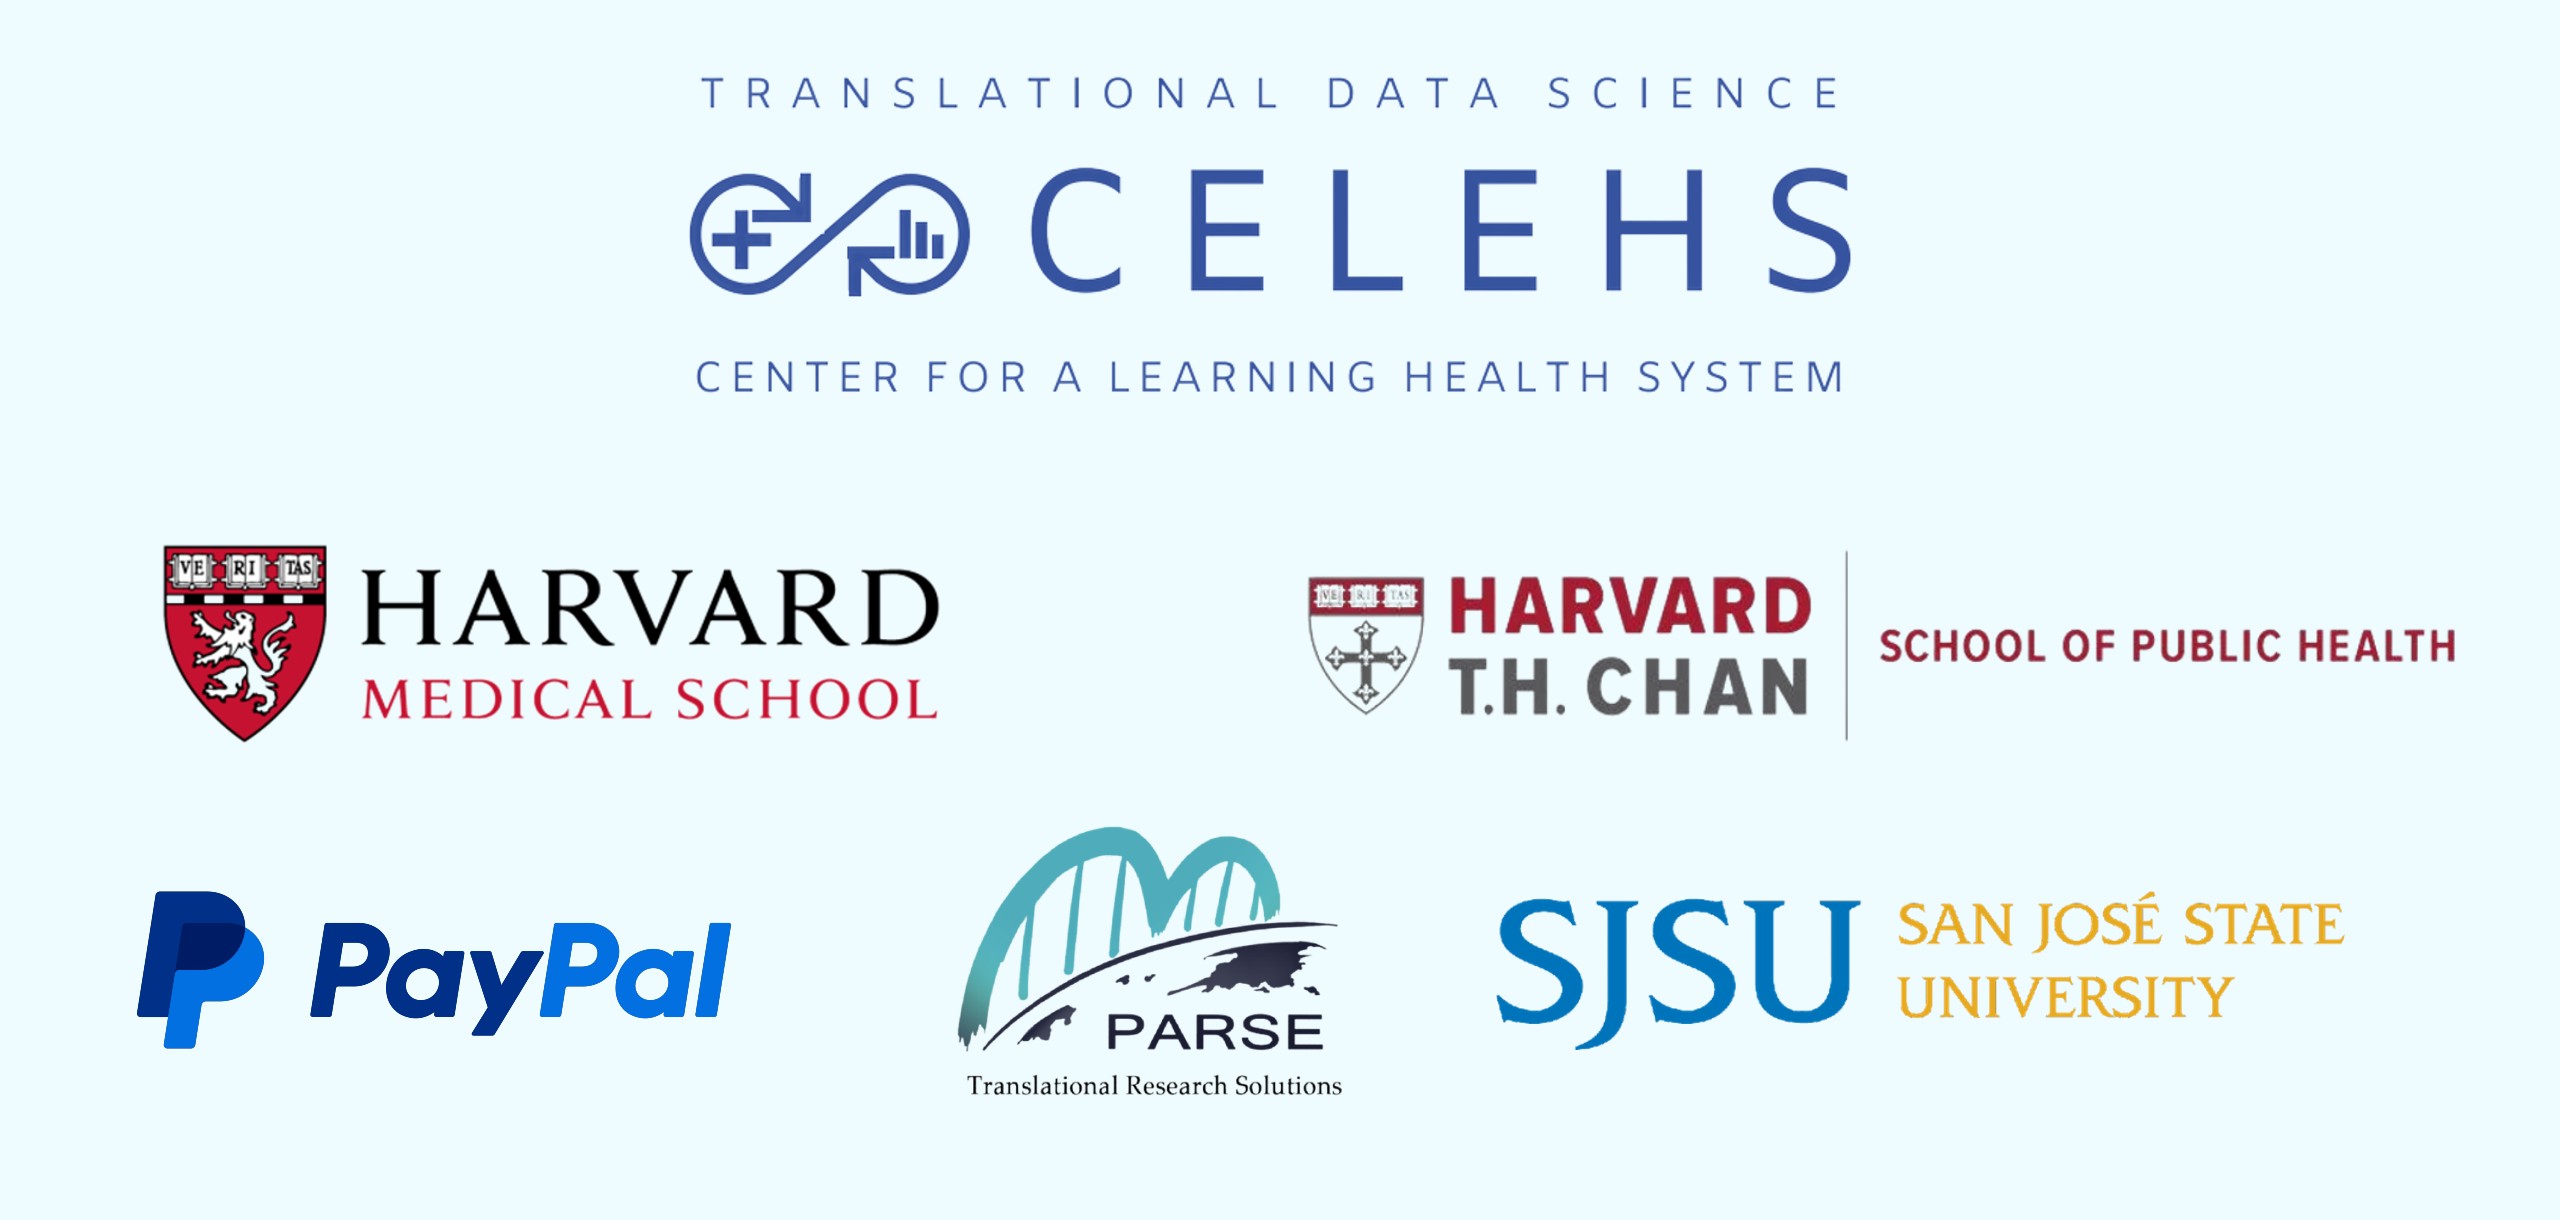 TRANSLATIONAL DATA SCIENCE
CELEHS
CENTER FOR A LEARNING HEALTH SYSTEM
VE RI TAS
HARVARD
MEDICAL SCHOOL
VE RI TAS
HARVARD
T.H. CHAN
SCHOOL OF PUBLIC HEALTH
PayPal
PARSE
Translational Research Solutions
SJSU
SAN JOSÉ STATE
UNIVERSITY